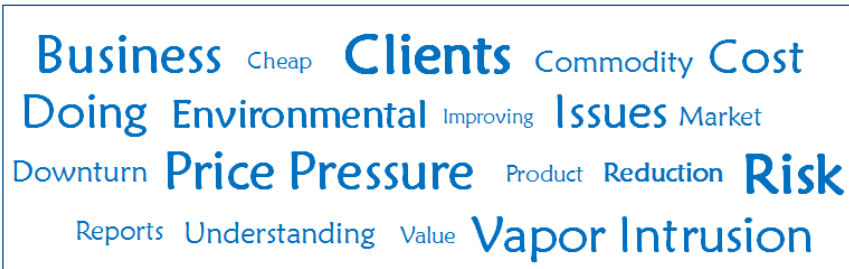 Business Cheap Clients Commodity Cost
Doing Environmental Improving Issues Market
Downturn Price Pressure Product Reduction Risk
Reports Understanding Value Vapor Intrusion